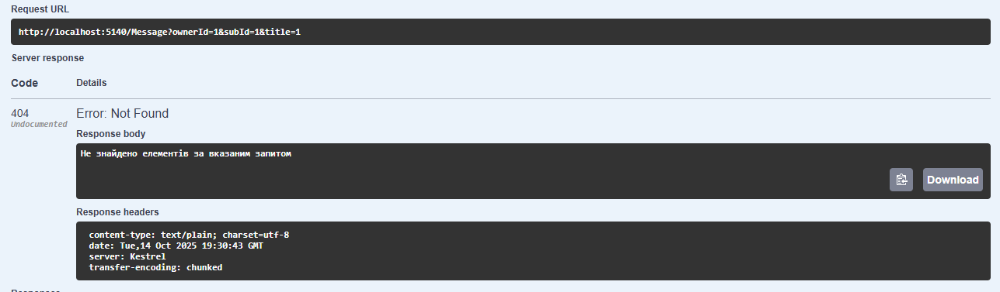 Request URL
http://localhost:5140/Message?ownerId=1&subId=1&title=1
Server response
Code Details
404 Error: Not Found
Undocumented
Response body
Не знайдено елементів за вказаним запитом
Download
Response headers
content-type: text/plain; charset=utf-8
date: Tue,14 Oct 2025 19:30:43 GMT
server: Kestrel
transfer-encoding: chunked